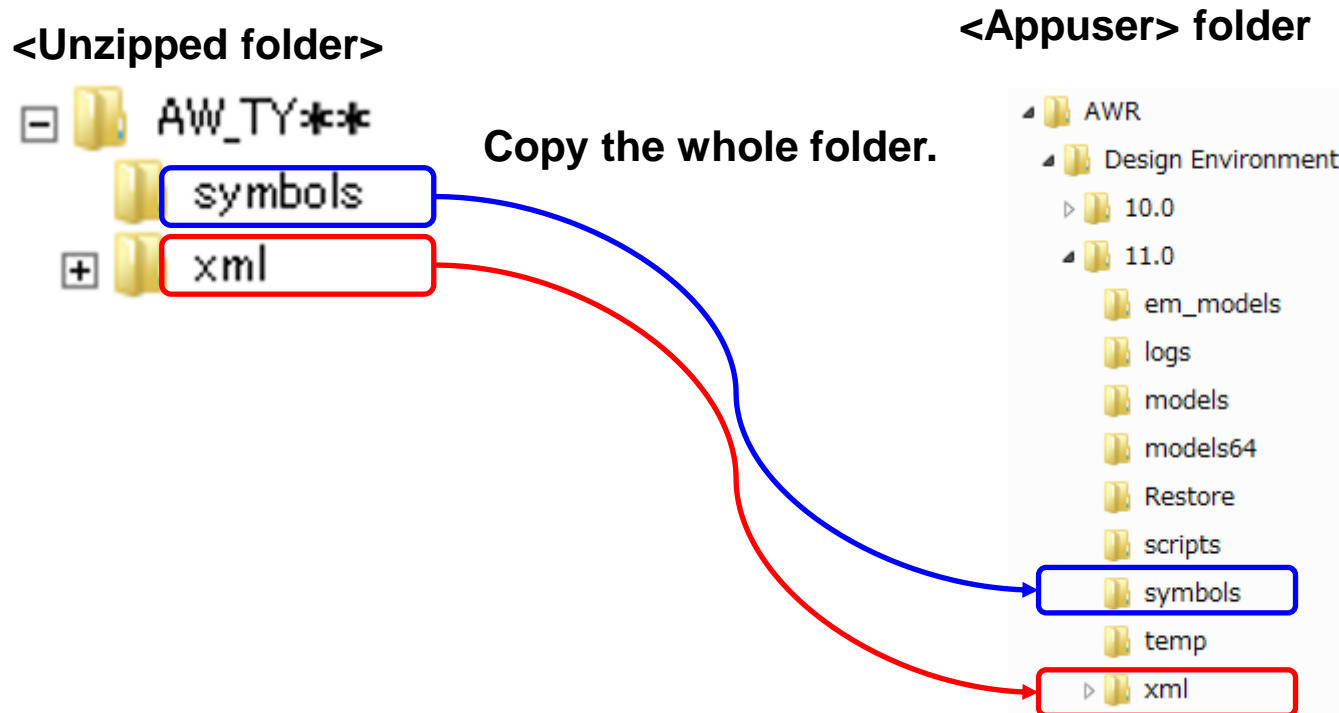 <Unzipped folder>
AW_TY**
symbols
xml
Copy the whole folder.
<Appuser> folder
AWR
Design Environment
10.0
11.0
em_models
logs
models
models64
Restore
scripts
symbols
temp
xml